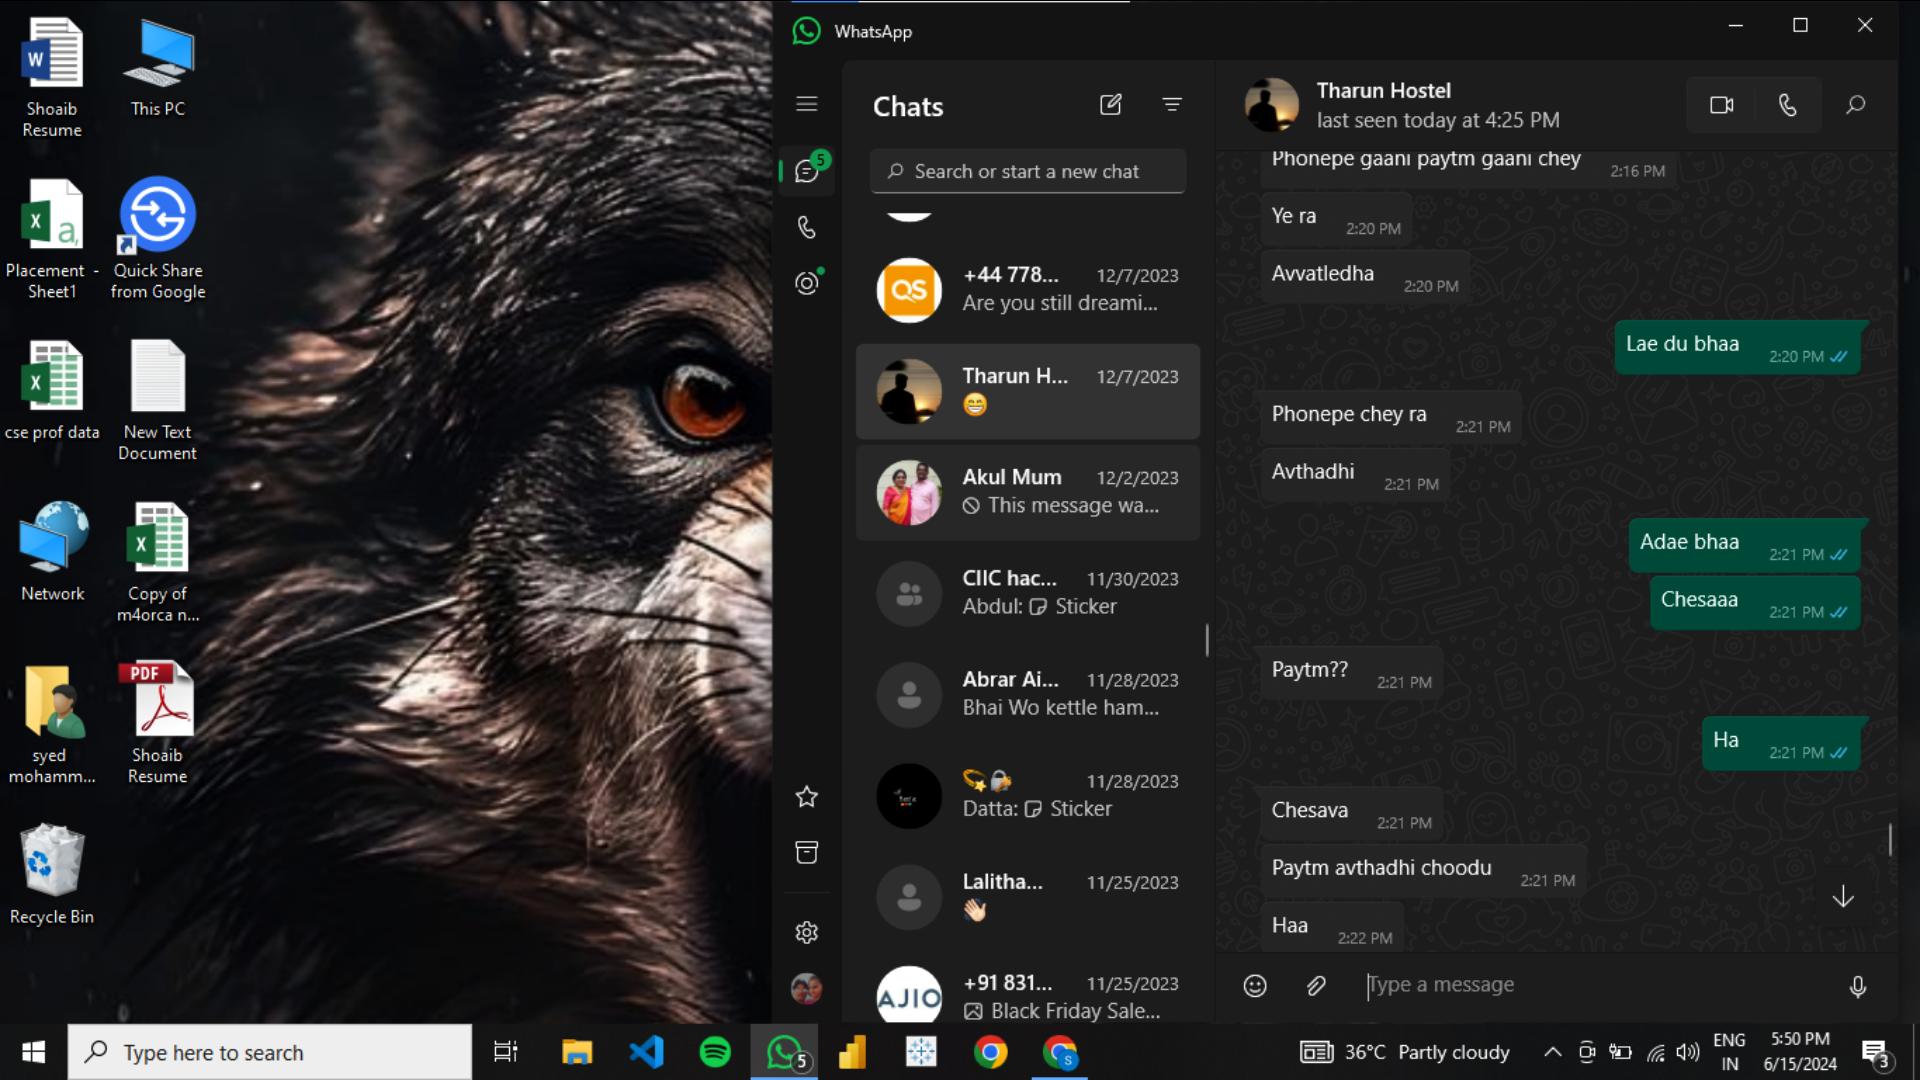 Shoaib
Resume
This PC
Placement -
Sheet1
Quick Share
from Google
cse prof data
New Text
Document
Network
Copy of
m4orca n...
syed
mohamm...
PDF
Shoaib
Resume
Recycle Bin
WhatsApp
5
Chats
Search or start a new chat
QS
+44 778... 12/7/2023
Are you still dreami...
Tharun H... 12/7/2023
😁
Akul Mum 12/2/2023
This message wa...
CIIC hac... 11/30/2023
Abdul: Sticker
Abrar Ai... 11/28/2023
Bhai Wo kettle ham...
💫🔐 11/28/2023
Datta: Sticker
Lalitha... 11/25/2023
👋🏻
AJIO
+91 831... 11/25/2023
Black Friday Sale...
Tharun Hostel
last seen today at 4:25 PM
Phonepe gaani paytm gaani chey 2:16 PM
Ye ra 2:20 PM
Avvatledha 2:20 PM
Lae du bhaa 2:20 PM
Phonepe chey ra 2:21 PM
Avthadhi 2:21 PM
Adae bhaa 2:21 PM
Chesaaa 2:21 PM
Paytm?? 2:21 PM
Ha 2:21 PM
Chesava 2:21 PM
Paytm avthadhi choodu 2:21 PM
Haa 2:22 PM
Type a message
Type here to search
5
S
36°C Partly cloudy
ENG
IN
5:50 PM
6/15/2024
3